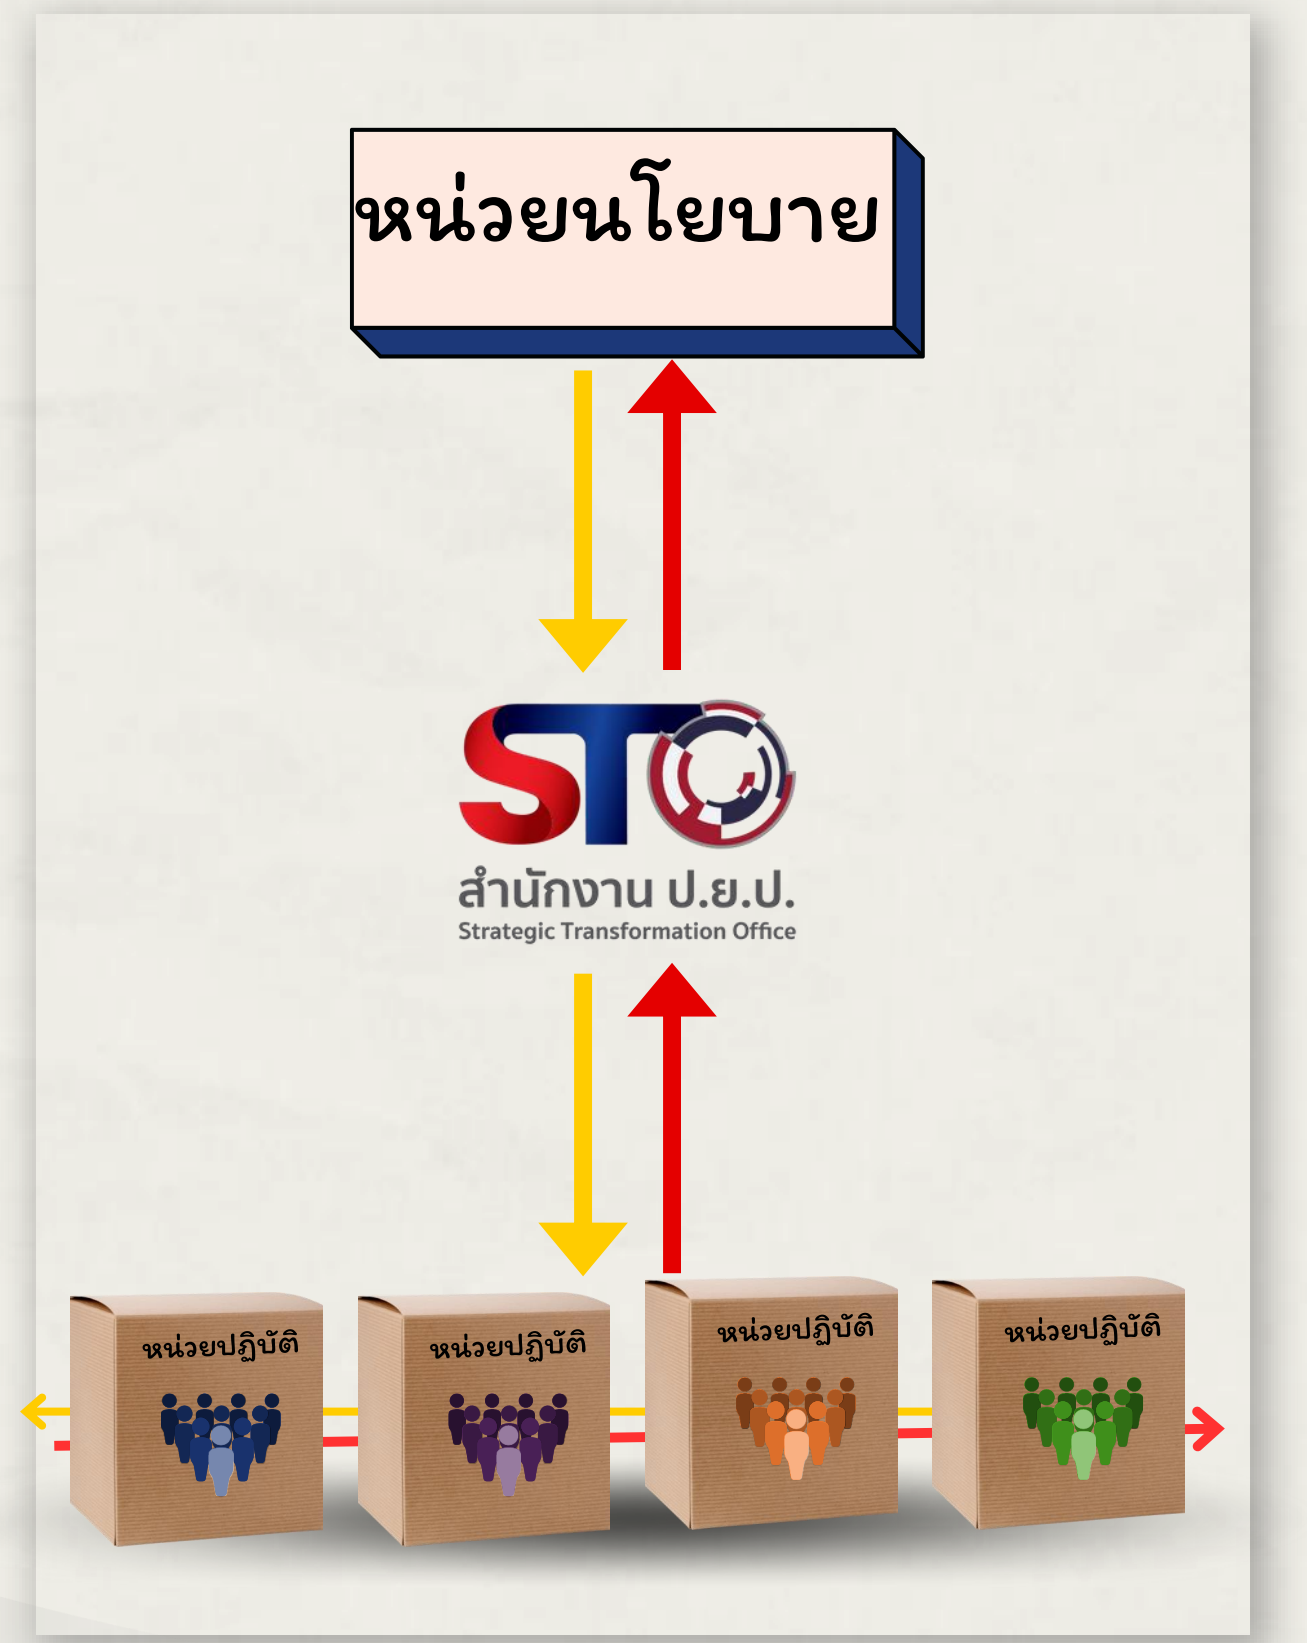 หน่วยนโยบาย
STO
สำนักงาน ป.ย.ป.
Strategic Transformation Office
หน่วยปฏิบัติ
หน่วยปฏิบัติ
หน่วยปฏิบัติ
หน่วยปฏิบัติ